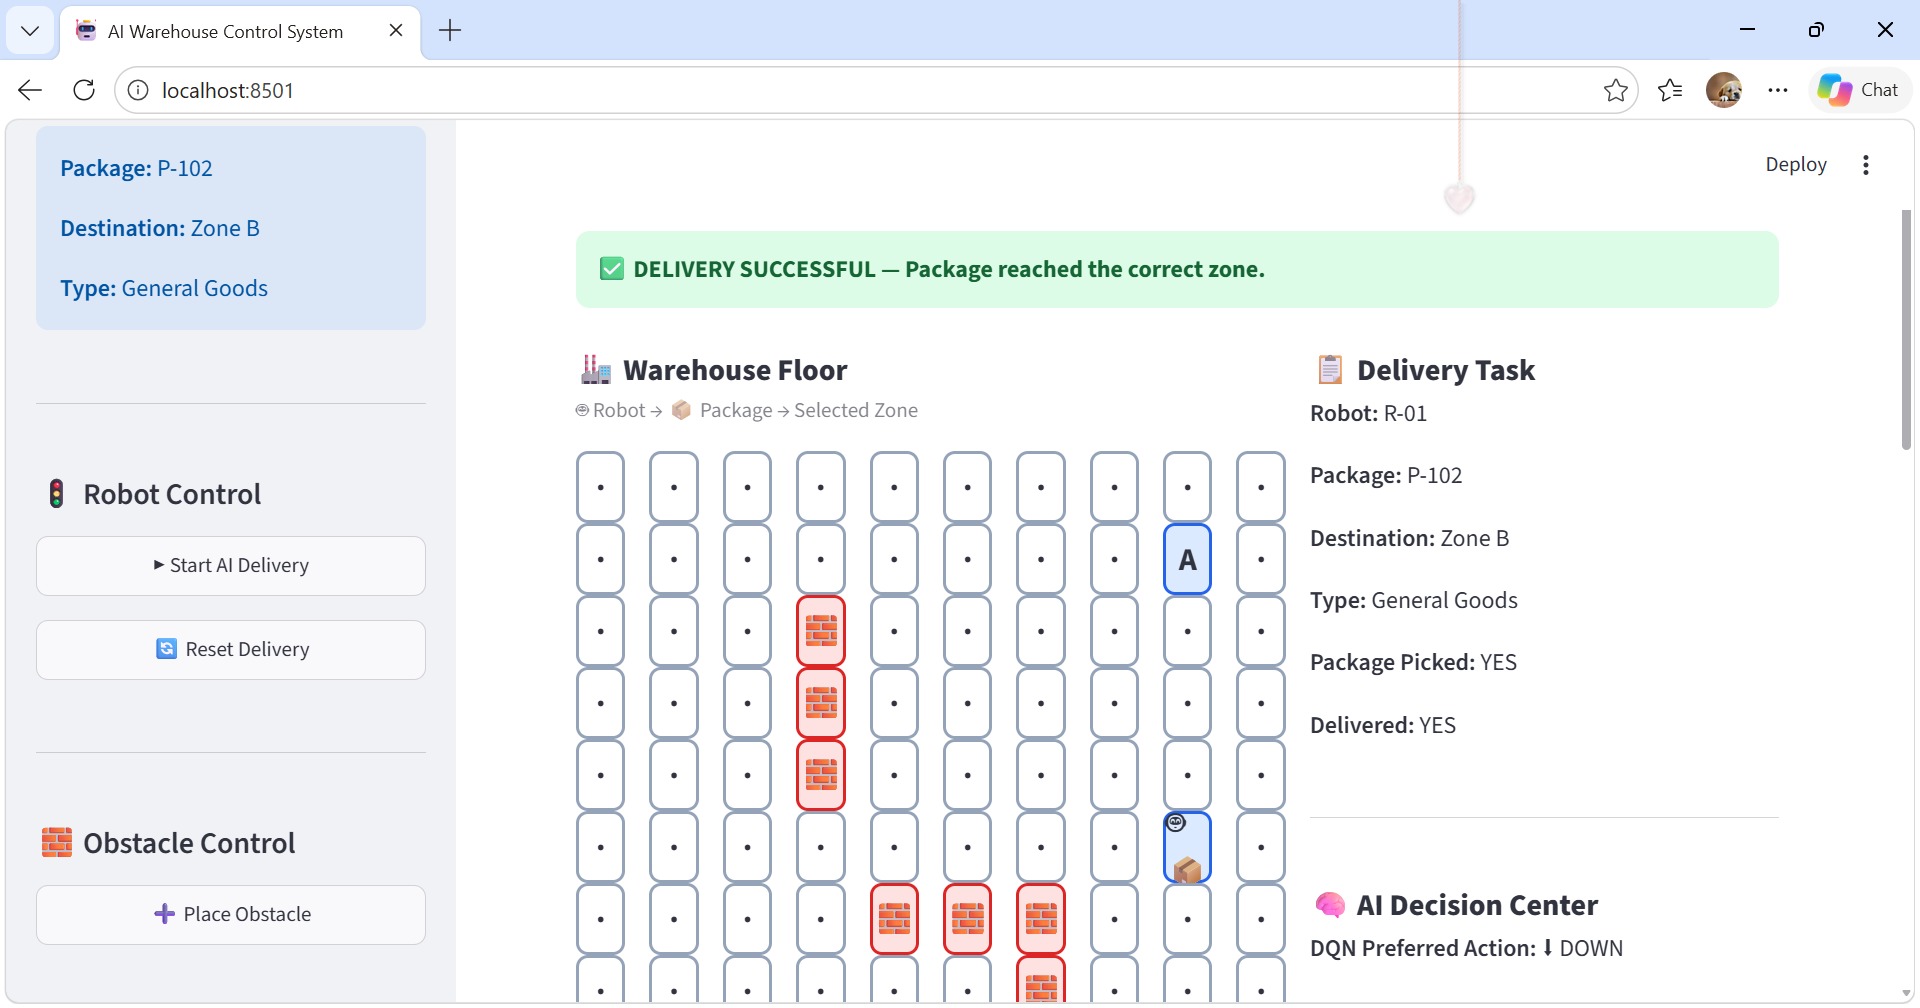 AI Warehouse Control System
localhost:8501
Chat
Deploy
Package: P-102
Destination: Zone B
Type: General Goods
Robot Control
▶ Start AI Delivery
Reset Delivery
Obstacle Control
Place Obstacle
DELIVERY SUCCESSFUL — Package reached the correct zone.
Warehouse Floor
Robot → Package → Selected Zone
A
Delivery Task
Robot: R-01
Package: P-102
Destination: Zone B
Type: General Goods
Package Picked: YES
Delivered: YES
AI Decision Center
DQN Preferred Action: ⬇ DOWN